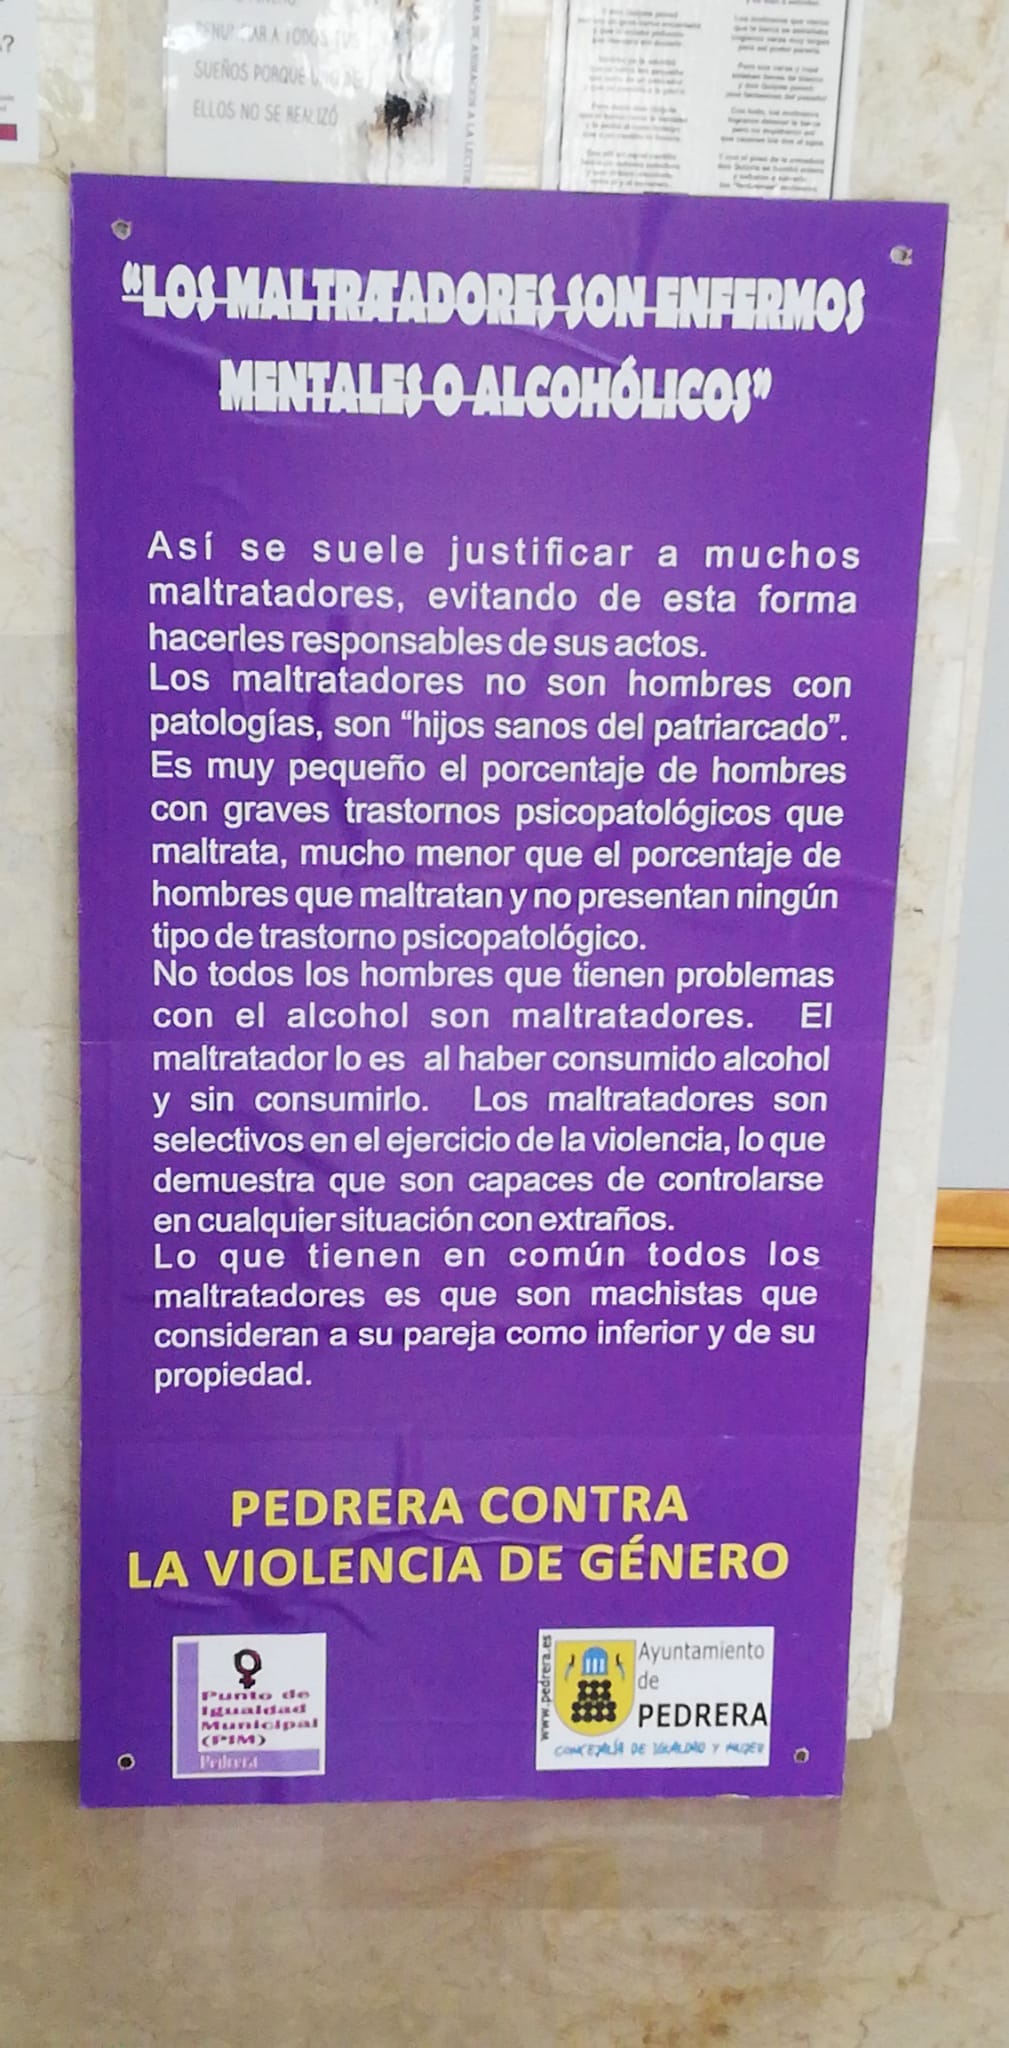 RENUNCIAR A TODOS TUS
SUEÑOS PORQUE UNO DE
ELLOS NO SE REALIZÓ
“LOS MALTRATADORES SON ENFERMOS
MENTALES O ALCOHÓLICOS”
Así se suele justificar a muchos
maltratadores, evitando de esta forma
hacerles responsables de sus actos.
Los maltratadores no son hombres con
patologías, son “hijos sanos del patriarcado”.
Es muy pequeño el porcentaje de hombres
con graves trastornos psicopatológicos que
maltrata, mucho menor que el porcentaje de
hombres que maltratan y no presentan ningún
tipo de trastorno psicopatológico.
No todos los hombres que tienen problemas
con el alcohol son maltratadores. El
maltratador lo es al haber consumido alcohol
y sin consumirlo. Los maltratadores son
selectivos en el ejercicio de la violencia, lo que
demuestra que son capaces de controlarse
en cualquier situación con extraños.
Lo que tienen en común todos los
maltratadores es que son machistas que
consideran a su pareja como inferior y de su
propiedad.
PEDRERA CONTRA
LA VIOLENCIA DE GÉNERO
Punto de
Igualdad
Municipal
(PIM)
Pedrera
www.pedrera.es
Ayuntamiento
de
PEDRERA
CONCEJALÍA DE IGUALDAD Y MUJER